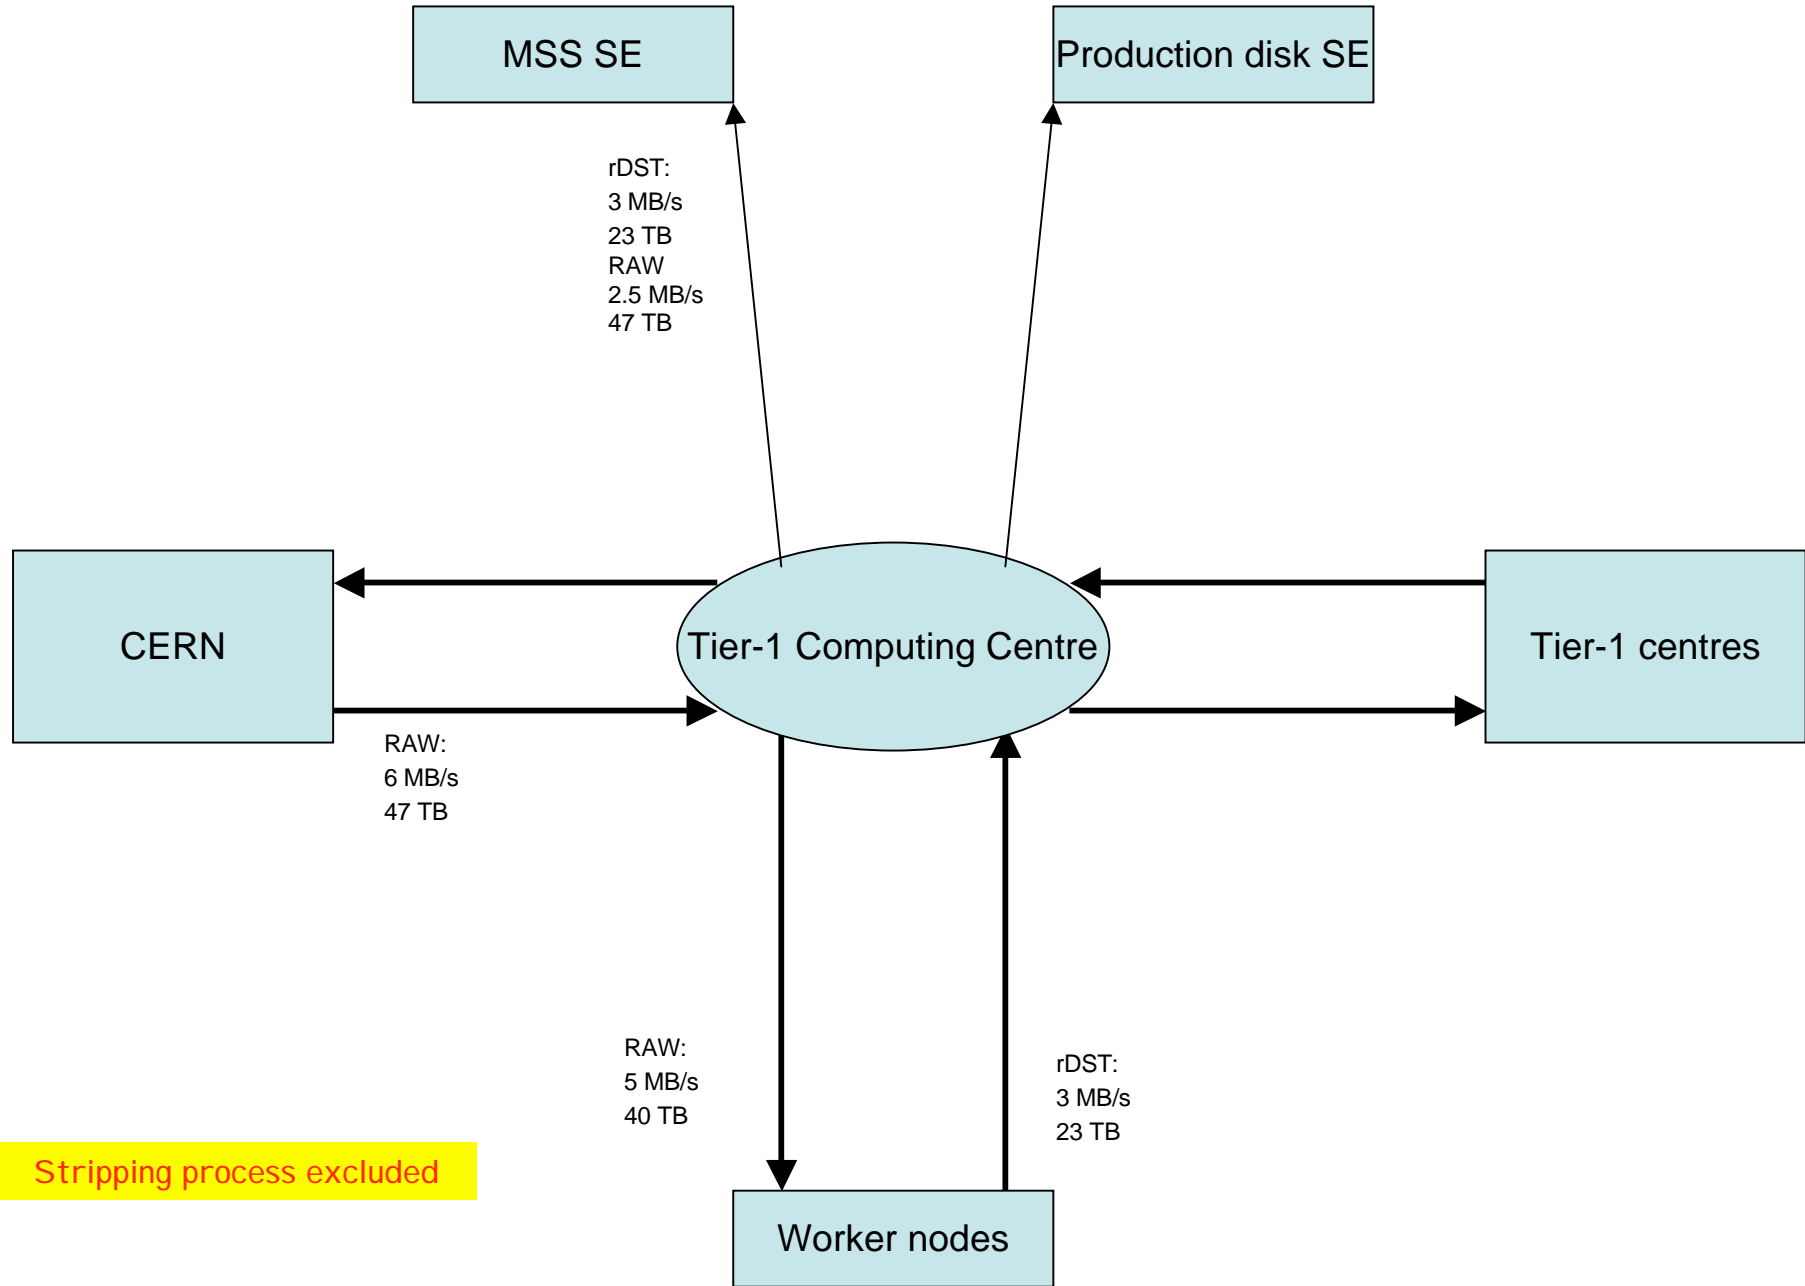 MSS SE
Production disk SE
rDST:
3 MB/s
23 TB
RAW
2.5 MB/s
47 TB
CERN
Tier-1 Computing Centre
Tier-1 centres
RAW:
6 MB/s
47 TB
RAW:
5 MB/s
40 TB
rDST:
3 MB/s
23 TB
Stripping process excluded
Worker nodes